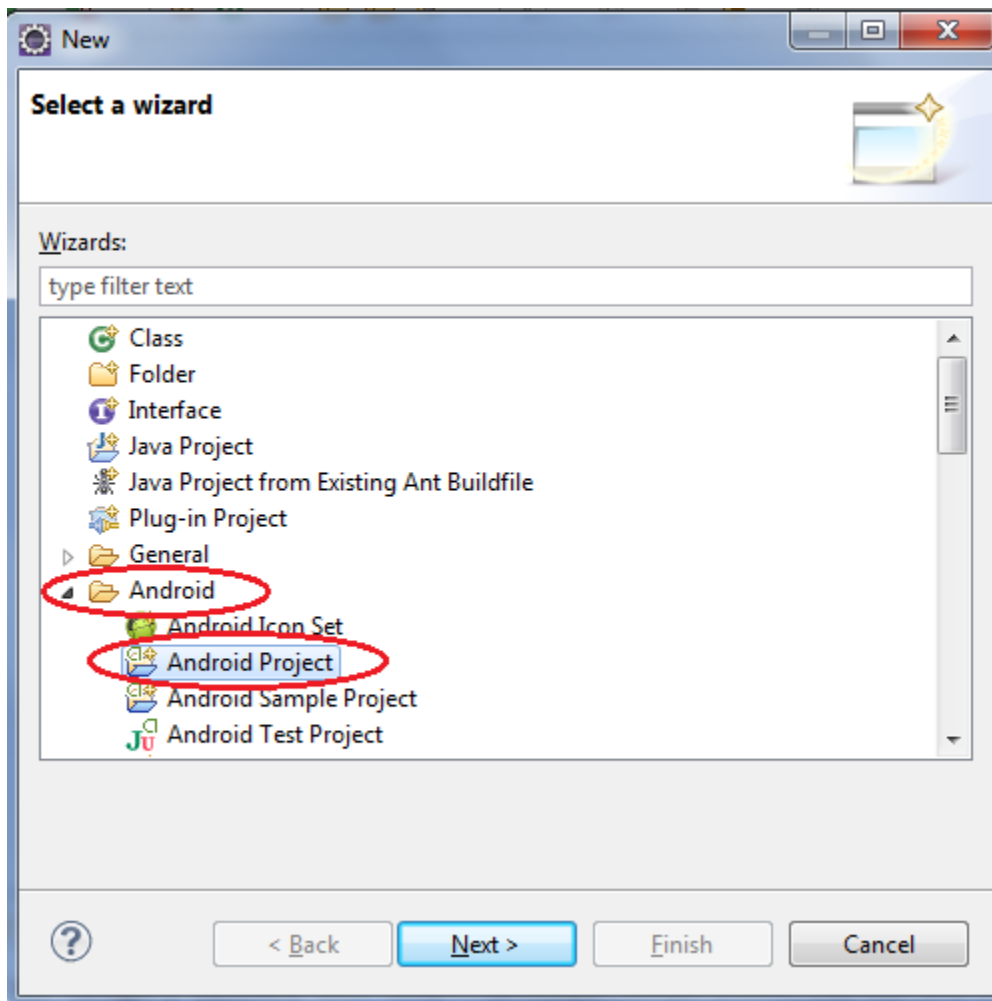 New
Select a wizard
Wizards:
type filter text
Class
Folder
Interface
Java Project
Java Project from Existing Ant Buildfile
Plug-in Project
General
Android
Android Icon Set
Android Project
Android Sample Project
Android Test Project
< Back Next > Finish Cancel